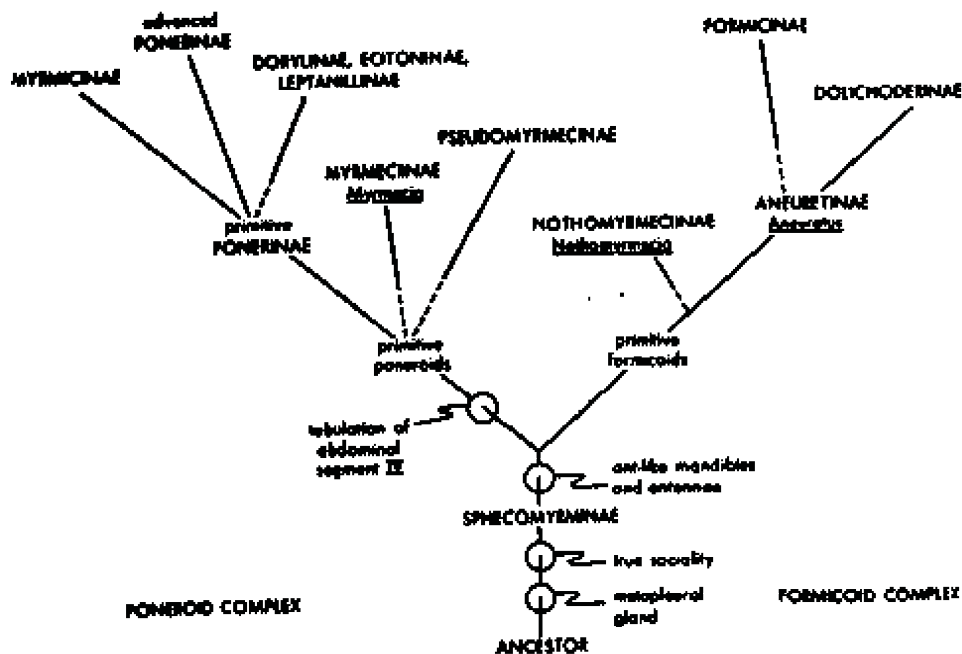 advanced
PONERINAE
MYRMICINAE
DORYLINAE, ECITONINAE,
LEPTANILLINAE
FORMICINAE
DOLICHODERINAE
PSEUDOMYRMECINAE
MYRMECIINAE
Myrmecia
ANEURETINAE
Aneuretus
NOTHOMYRMECIINAE
Nothomyrmecia
primitive
PONERINAE
primitive
poneroids
primitive
formicoids
tubulation of
abdominal
segment IV
ant-like mandibles
and antennae
SPHECOMYRMINAE
true sociality
metapleural
gland
PONEROID COMPLEX
FORMICOID COMPLEX
ANCESTOR